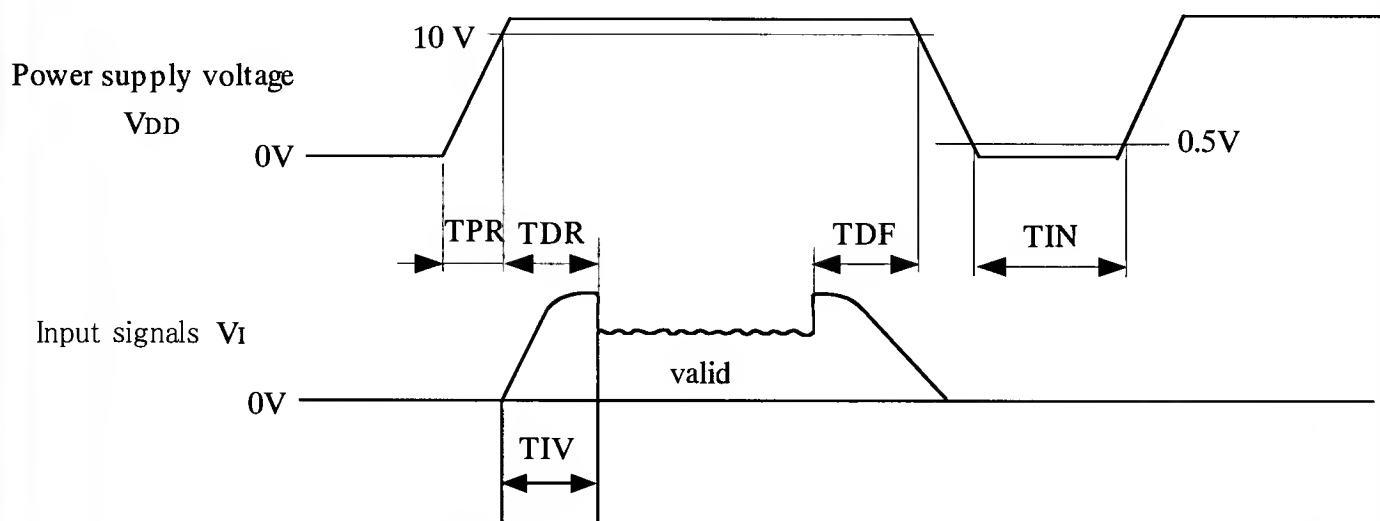 10 V
Power supply voltage
VDD
0V
0.5V
TPR TDR TDF TIN
Input signals VI
valid
0V
TIV